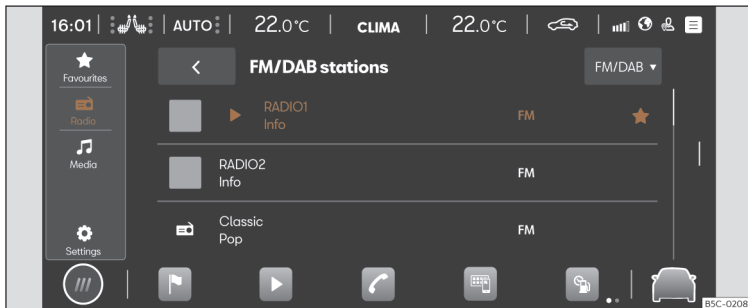 16:01 AUTO 22.0°C CLIMA 22.0°C
Favourites
FM/DAB stations
FM/DAB
Radio
RADIO1
Info
FM
Media
RADIO2
Info
FM
Classic
Pop
FM
Settings
B5C-0208